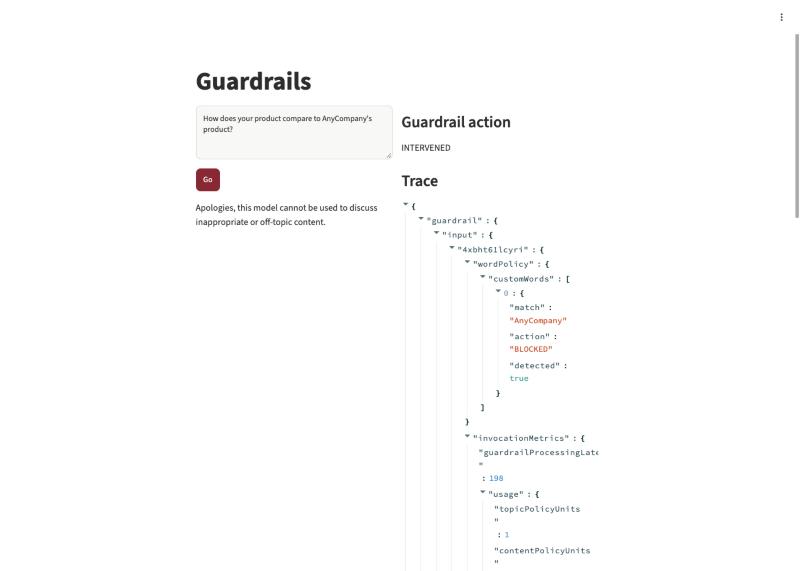 Guardrails
How does your product compare to AnyCompany's
product?
Go
Apologies, this model cannot be used to discuss
inappropriate or off-topic content.
Guardrail action
INTERVENED
Trace
{
"guardrail" : {
"input" : {
"4xbht61lcyri" : {
"wordPolicy" : {
"customWords" : [
0 : {
"match" :
"AnyCompany"
"action" :
"BLOCKED"
"detected" :
true
}
]
}
"invocationMetrics" : {
"guardrailProcessingLate
"
: 198
"usage" : {
"topicPolicyUnits
"
: 1
"contentPolicyUnits
"